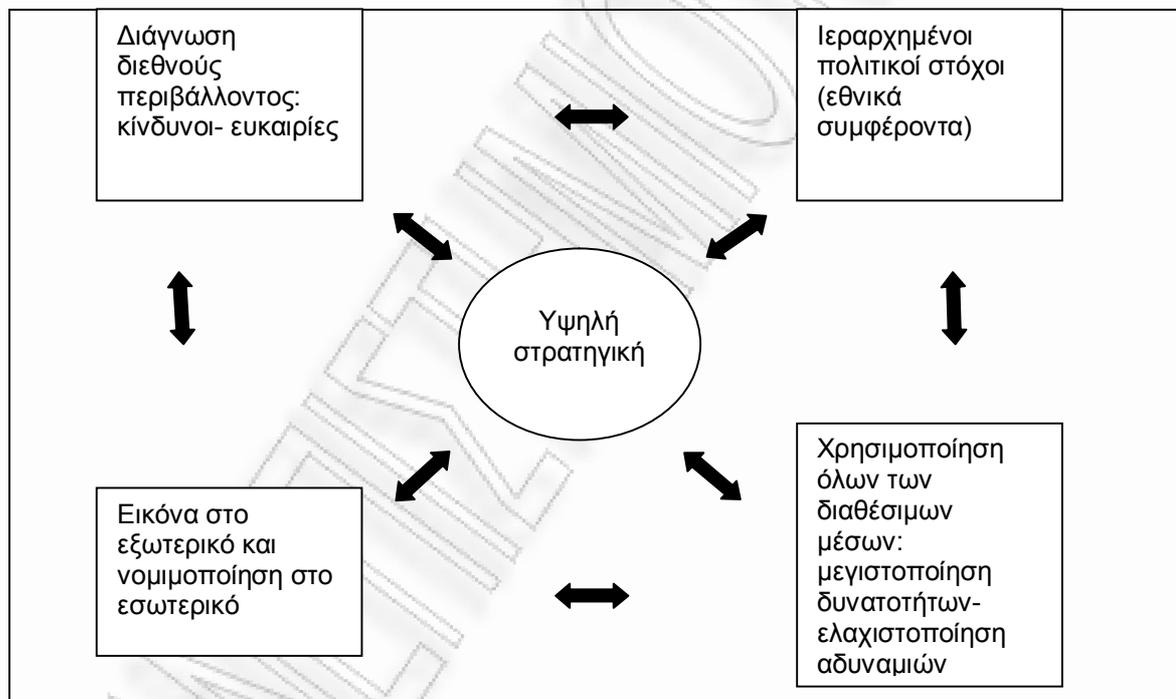 Διάγνωση
διεθνούς
περιβάλλοντος:
κίνδυνοι- ευκαιρίες
Ιεραρχημένοι
πολιτικοί στόχοι
(εθνικά
συμφέροντα)
Υψηλή
στρατηγική
Εικόνα στο
εξωτερικό και
νομιμοποίηση στο
εσωτερικό
Χρησιμοποίηση
όλων των
διαθέσιμων
μέσων:
μεγιστοποίηση
δυνατοτήτων-
ελαχιστοποίηση
αδυναμιών